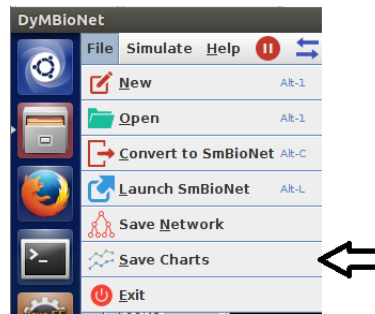 DyMBioNet
File Simulate Help
New Alt-1
Open Alt-1
Convert to SmBioNet Alt-C
Launch SmBioNet Alt-L
Save Network
Save Charts
Exit